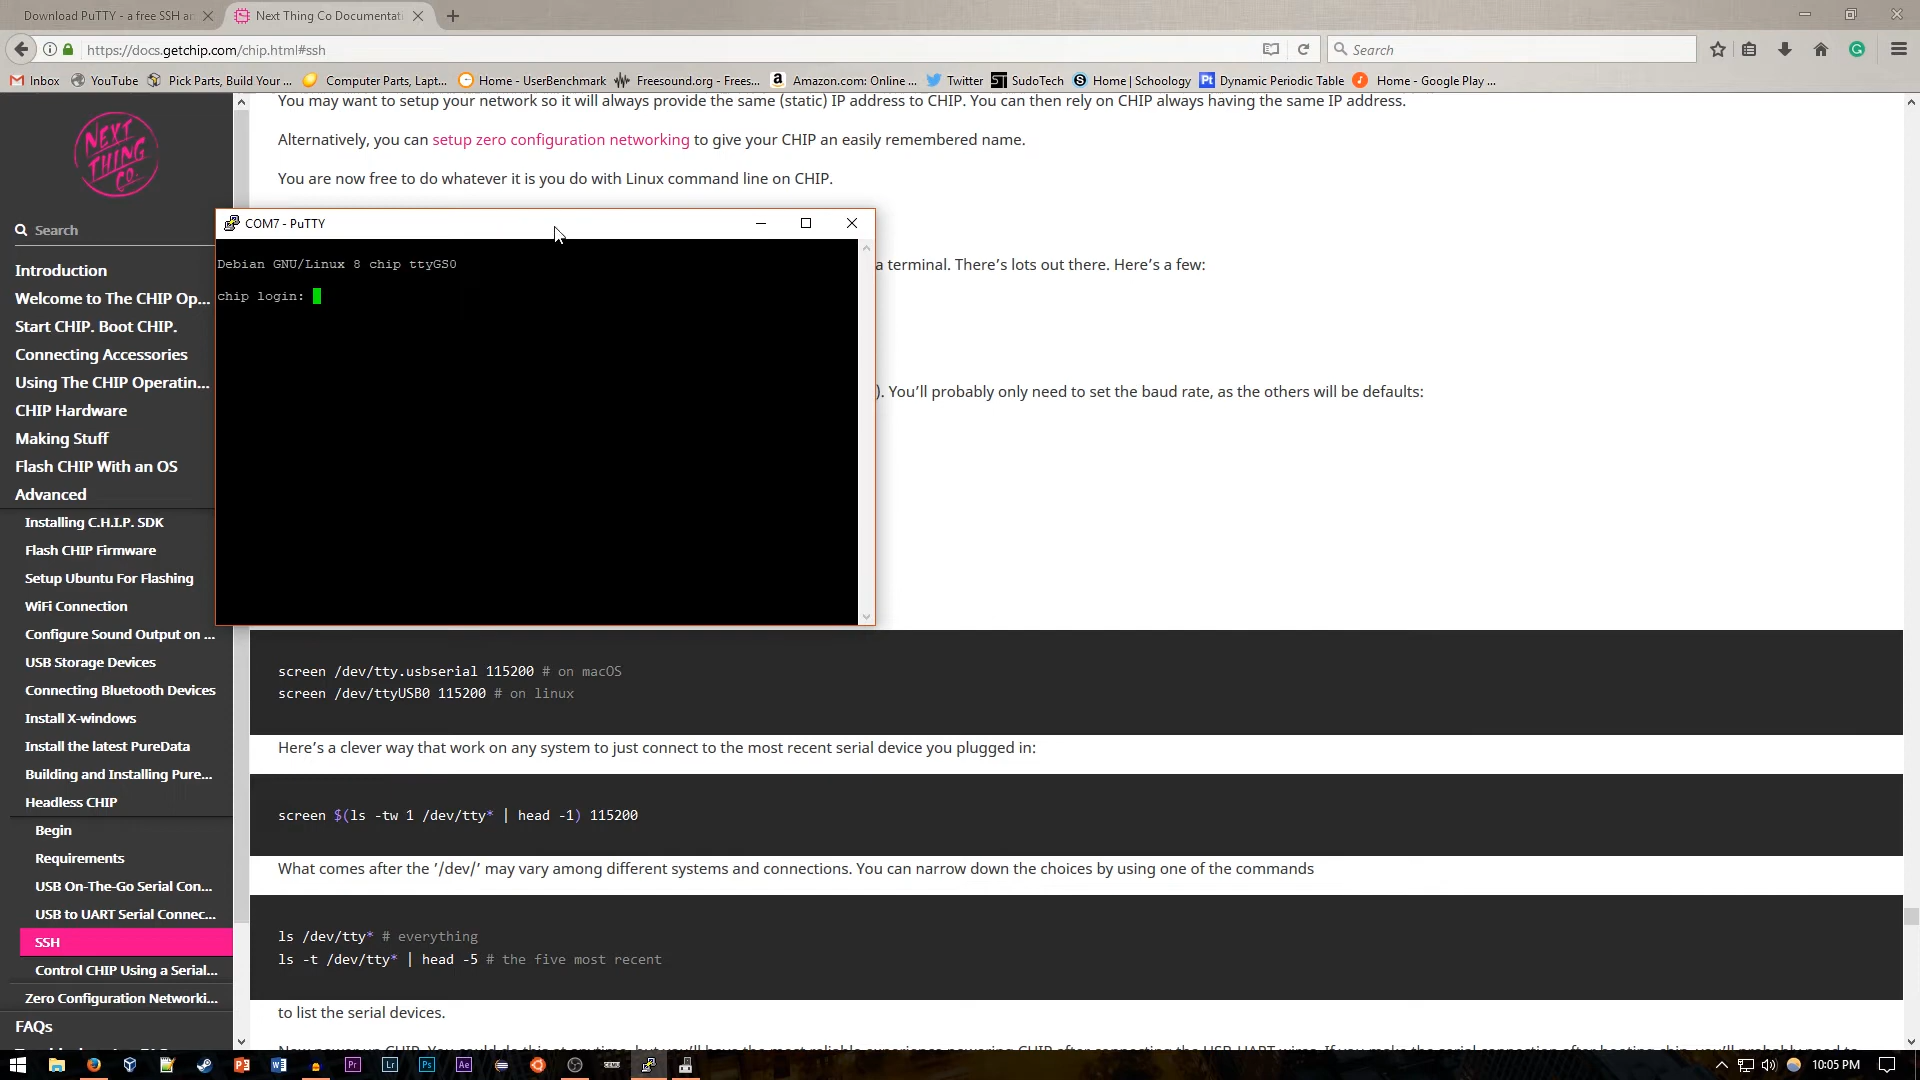 Download PuTTY - a free SSH an
Next Thing Co Documentati
https://docs.getchip.com/chip.html#ssh
Search
Inbox
YouTube
Pick Parts, Build Your ...
Computer Parts, Lapt...
Home - UserBenchmark
Freesound.org - Frees...
Amazon.com: Online ...
Twitter
SudoTech
Home | Schoology
Dynamic Periodic Table
Home - Google Play ...
NEXT
THING
CO.
Search
Introduction
Welcome to The CHIP Op...
Start CHIP. Boot CHIP.
Connecting Accessories
Using The CHIP Operatin...
CHIP Hardware
Making Stuff
Flash CHIP With an OS
Advanced
Installing C.H.I.P. SDK
Flash CHIP Firmware
Setup Ubuntu For Flashing
WiFi Connection
Configure Sound Output on ...
USB Storage Devices
Connecting Bluetooth Devices
Install X-windows
Install the latest PureData
Building and Installing Pure...
Headless CHIP
Begin
Requirements
USB On-The-Go Serial Con...
USB to UART Serial Connec...
SSH
Control CHIP Using a Serial...
Zero Configuration Networki...
FAQs
You may want to setup your network so it will always provide the same (static) IP address to CHIP. You can then rely on CHIP always having the same IP address.
Alternatively, you can setup zero configuration networking to give your CHIP an easily remembered name.
You are now free to do whatever it is you do with Linux command line on CHIP.
COM7 - PuTTY
Debian GNU/Linux 8 chip ttyGS0
chip login:
a terminal. There's lots out there. Here's a few:
). You'll probably only need to set the baud rate, as the others will be defaults:
screen /dev/tty.usbserial 115200 # on macOS
screen /dev/ttyUSB0 115200 # on linux
Here's a clever way that work on any system to just connect to the most recent serial device you plugged in:
screen $(ls -tw 1 /dev/tty* | head -1) 115200
What comes after the '/dev/' may vary among different systems and connections. You can narrow down the choices by using one of the commands
ls /dev/tty* # everything
ls -t /dev/tty* | head -5 # the five most recent
to list the serial devices.
10:05 PM